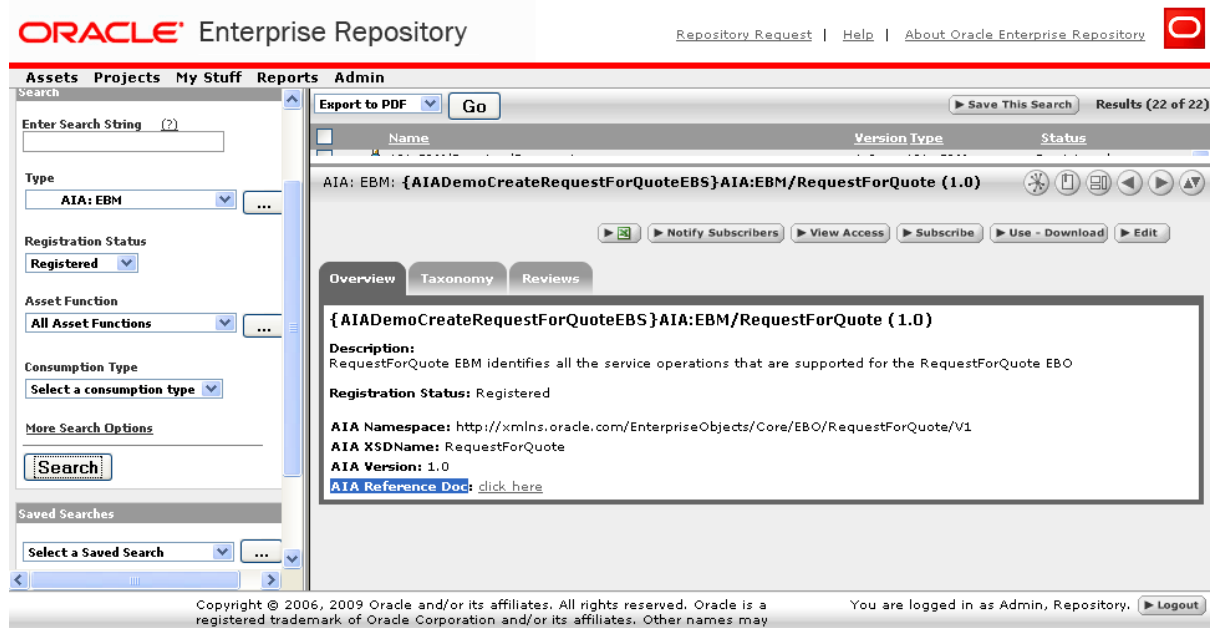 ORACLE Enterprise Repository
Repository Request | Help | About Oracle Enterprise Repository
Assets Projects My Stuff Reports Admin
Search
Enter Search String (?)
Type
AIA: EBM
...
Registration Status
Registered
Asset Function
All Asset Functions
...
Consumption Type
Select a consumption type
More Search Options
Search
Saved Searches
Select a Saved Search
...
Export to PDF
Go
Save This Search
Results (22 of 22)
Name Version Type Status
AIA: EBM: {AIADemoCreateRequestForQuoteEBS}AIA:EBM/RequestForQuote (1.0)
Notify Subscribers
View Access
Subscribe
Use - Download
Edit
Overview Taxonomy Reviews
{AIADemoCreateRequestForQuoteEBS}AIA:EBM/RequestForQuote (1.0)
Description:
RequestForQuote EBM identifies all the service operations that are supported for the RequestForQuote EBO
Registration Status: Registered
AIA Namespace: http://xmlns.oracle.com/EnterpriseObjects/Core/EBO/RequestForQuote/V1
AIA XSDName: RequestForQuote
AIA Version: 1.0
AIA Reference Doc: click here
Copyright © 2006, 2009 Oracle and/or its affiliates. All rights reserved. Oracle is a
registered trademark of Oracle Corporation and/or its affiliates. Other names may
You are logged in as Admin, Repository.
Logout